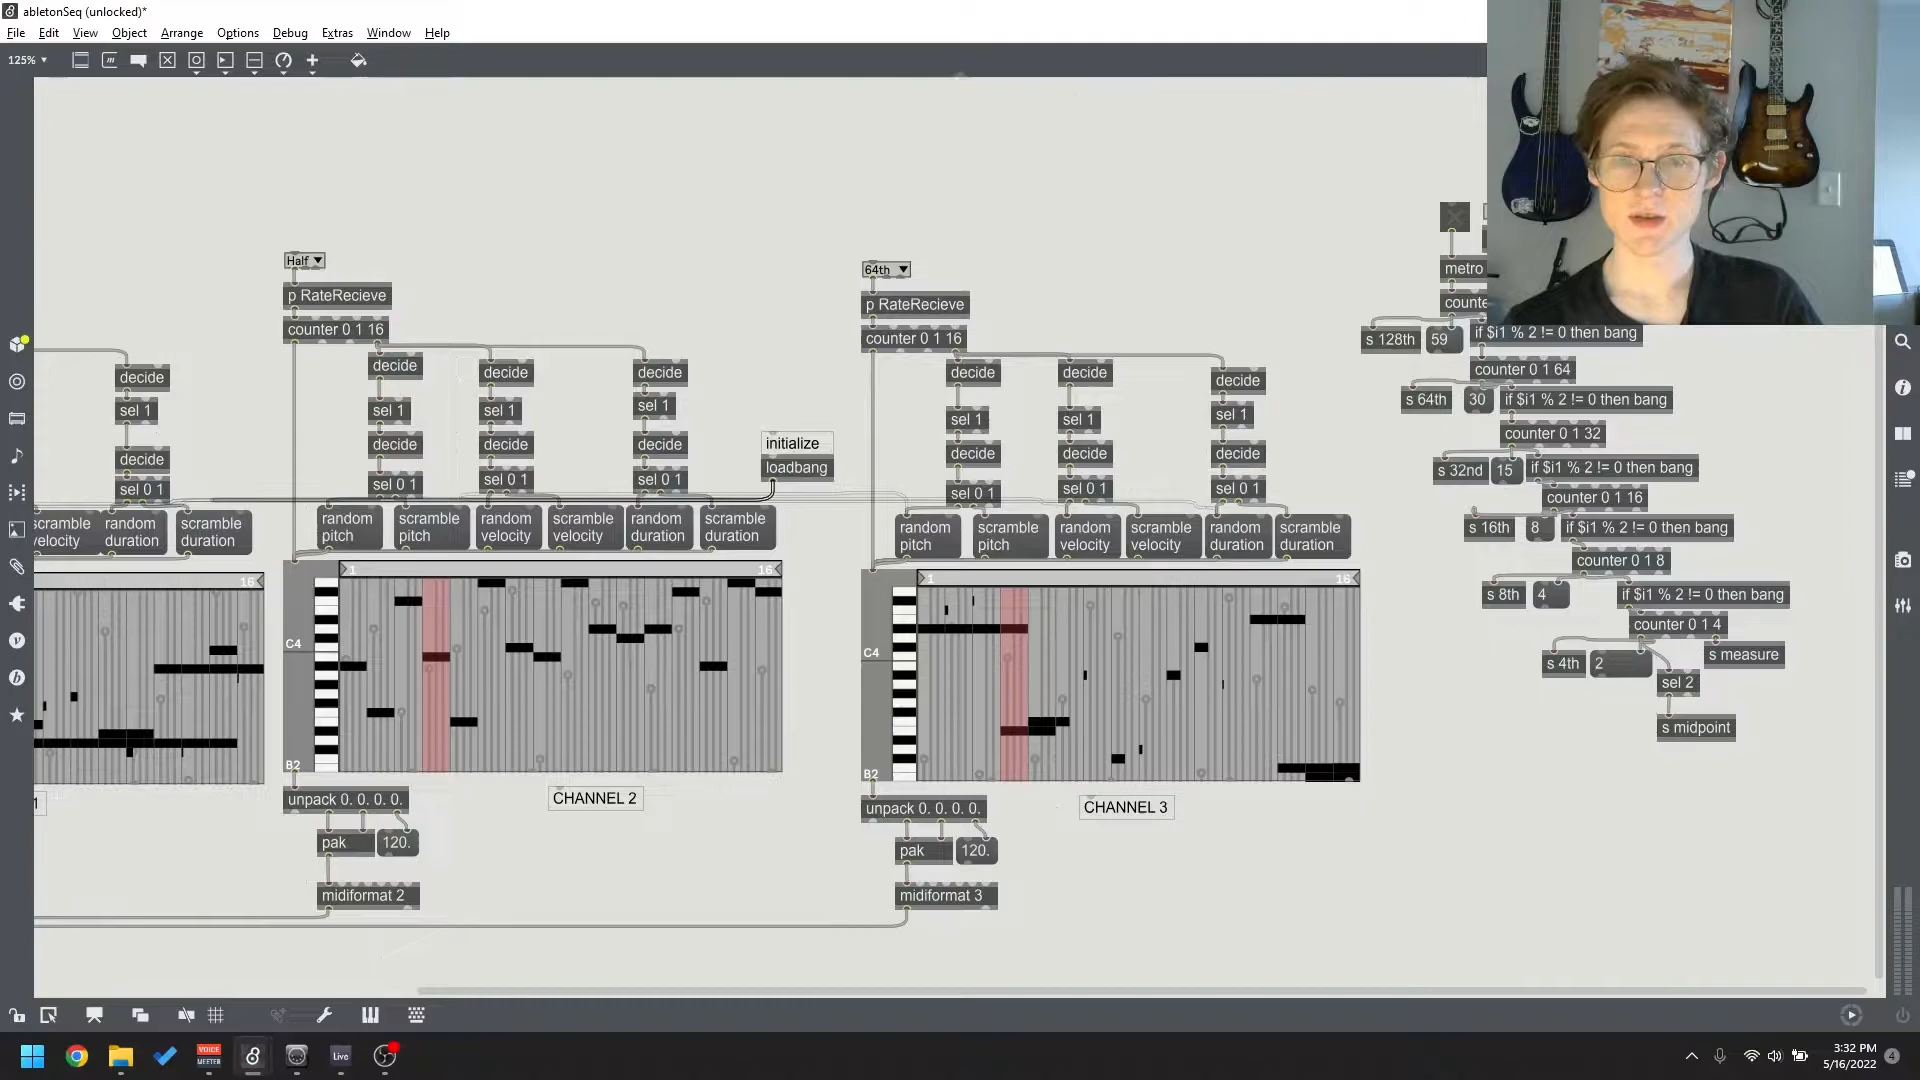 abletonSeq (unlocked)*
File Edit View Object Arrange Options Debug Extras Window Help
125%
Half
p RateRecieve
counter 0 1 16
decide
sel 1
decide
sel 0 1
scramble
duration
random
duration
1
16
decide
sel 1
decide
sel 0 1
decide
sel 1
decide
sel 0 1
decide
sel 1
decide
sel 0 1
initialize
loadbang
random
pitch
scramble
pitch
random
velocity
scramble
velocity
random
duration
scramble
duration
1
16
C4
B2
unpack 0. 0. 0. 0.
CHANNEL 2
pak
120.
midiformat 2
64th
p RateRecieve
counter 0 1 16
decide
sel 1
decide
sel 0 1
decide
sel 1
decide
sel 0 1
decide
sel 1
decide
sel 0 1
random
pitch
scramble
pitch
random
velocity
scramble
velocity
random
duration
scramble
duration
1
16
C4
B2
unpack 0. 0. 0. 0.
CHANNEL 3
pak
120.
midiformat 3
metro
counte
s 128th 59 if $i1 % 2 != 0 then bang
counter 0 1 64
s 64th 30 if $i1 % 2 != 0 then bang
counter 0 1 32
s 32nd 15 if $i1 % 2 != 0 then bang
counter 0 1 16
s 16th 8 if $i1 % 2 != 0 then bang
counter 0 1 8
s 8th 4 if $i1 % 2 != 0 then bang
counter 0 1 4
s 4th 2 s measure
sel 2
s midpoint
VOICE
MEETER
Live
3:32 PM
5/16/2022
4